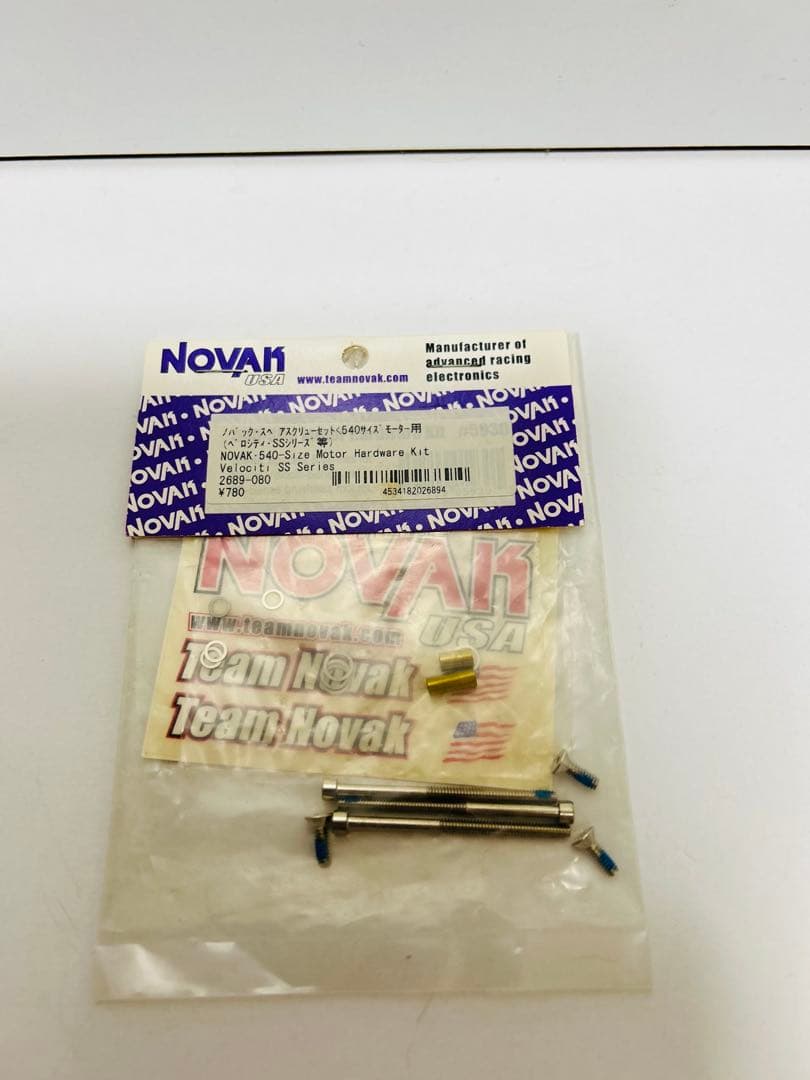 NOVAK
USA
www.teamnovak.com
Manufacturer of
advanced racing
electronics
ノバック・スペアスクリューセット<540サイズモーター用
(ベロシティ・SSシリーズ等)
NOVAK・540-Size Motor Hardware Kit
Velociti SS Series
2689-080
¥780
4534182026894
NOVAK
USA
www.teamnovak.com
Team Novak
Team Novak